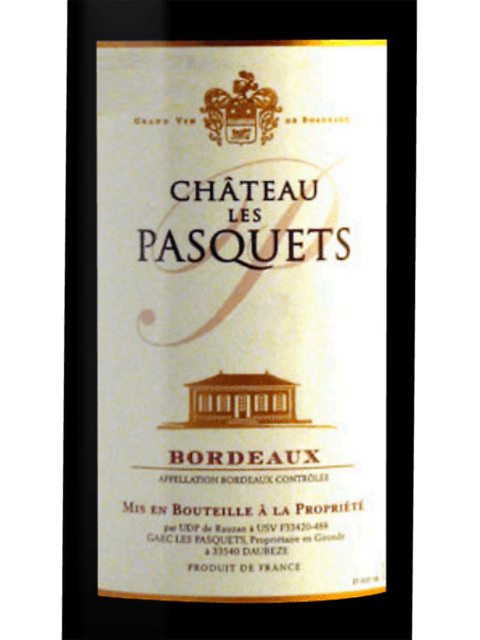 GRAND VIN DE BORDEAUX
CHÂTEAU
LES
PASQUETS
P
BORDEAUX
APPELLATION BORDEAUX CONTRÔLÉE
MIS EN BOUTEILLE À LA PROPRIÉTÉ
par UDP de Rauzan à USV F33420-488
GAEC LES PASQUETS, Propriétaire en Gironde
à 33540 DAUBEZE
PRODUIT DE FRANCE